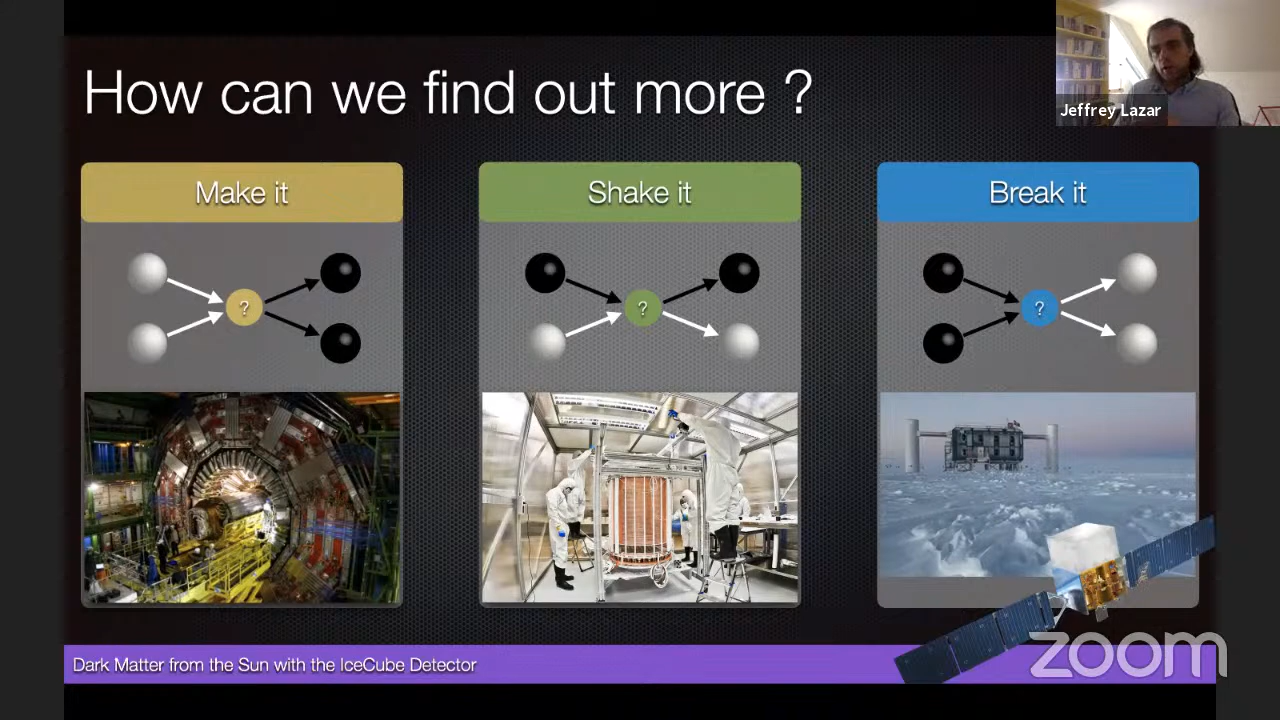 How can we find out more ?
Jeffrey Lazar
Make it
Shake it
Break it
?
?
?
Dark Matter from the Sun with the IceCube Detector
zoom